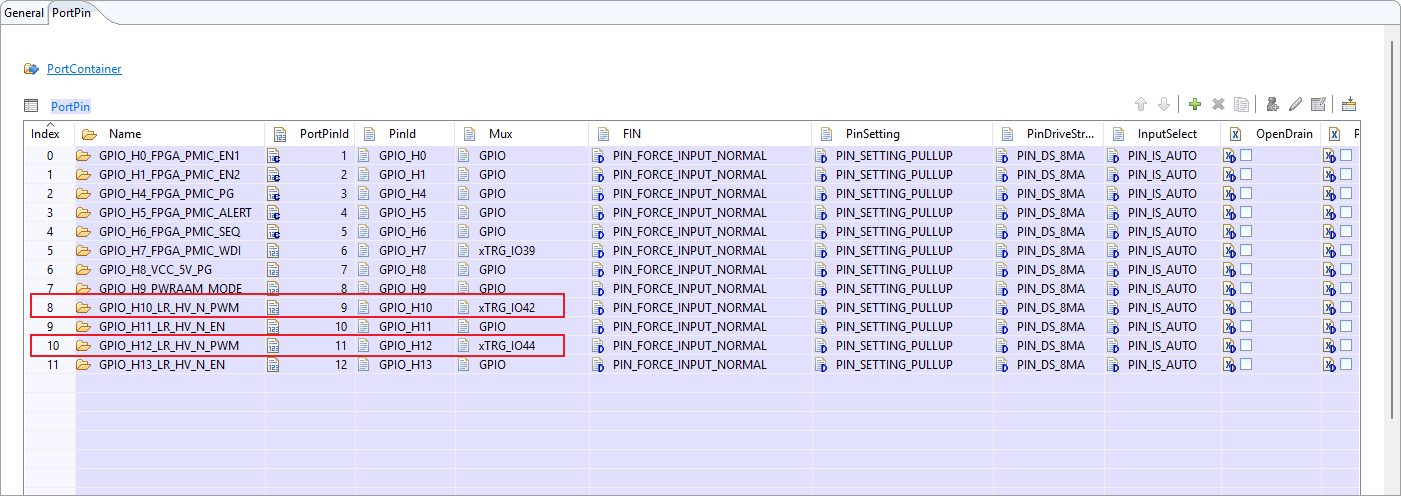 General PortPin
PortContainer
PortPin
Index Name PortPinId PinId Mux FIN PinSetting PinDriveStr... InputSelect OpenDrain P
0 GPIO_H0_FPGA_PMIC_EN1 1 GPIO_H0 GPIO PIN_FORCE_INPUT_NORMAL PIN_SETTING_PULLUP PIN_DS_8MA PIN_IS_AUTO
1 GPIO_H1_FPGA_PMIC_EN2 2 GPIO_H1 GPIO PIN_FORCE_INPUT_NORMAL PIN_SETTING_PULLUP PIN_DS_8MA PIN_IS_AUTO
2 GPIO_H4_FPGA_PMIC_PG 3 GPIO_H4 GPIO PIN_FORCE_INPUT_NORMAL PIN_SETTING_PULLUP PIN_DS_8MA PIN_IS_AUTO
3 GPIO_H5_FPGA_PMIC_ALERT 4 GPIO_H5 GPIO PIN_FORCE_INPUT_NORMAL PIN_SETTING_PULLUP PIN_DS_8MA PIN_IS_AUTO
4 GPIO_H6_FPGA_PMIC_SEQ 5 GPIO_H6 GPIO PIN_FORCE_INPUT_NORMAL PIN_SETTING_PULLUP PIN_DS_8MA PIN_IS_AUTO
5 GPIO_H7_FPGA_PMIC_WDI 6 GPIO_H7 xTRG_IO39 PIN_FORCE_INPUT_NORMAL PIN_SETTING_PULLUP PIN_DS_8MA PIN_IS_AUTO
6 GPIO_H8_VCC_5V_PG 7 GPIO_H8 GPIO PIN_FORCE_INPUT_NORMAL PIN_SETTING_PULLUP PIN_DS_8MA PIN_IS_AUTO
7 GPIO_H9_PWRAAM_MODE 8 GPIO_H9 GPIO PIN_FORCE_INPUT_NORMAL PIN_SETTING_PULLUP PIN_DS_8MA PIN_IS_AUTO
8 GPIO_H10_LR_HV_N_PWM 9 GPIO_H10 xTRG_IO42 PIN_FORCE_INPUT_NORMAL PIN_SETTING_PULLUP PIN_DS_8MA PIN_IS_AUTO
9 GPIO_H11_LR_HV_N_EN 10 GPIO_H11 GPIO PIN_FORCE_INPUT_NORMAL PIN_SETTING_PULLUP PIN_DS_8MA PIN_IS_AUTO
10 GPIO_H12_LR_HV_N_PWM 11 GPIO_H12 xTRG_IO44 PIN_FORCE_INPUT_NORMAL PIN_SETTING_PULLUP PIN_DS_8MA PIN_IS_AUTO
11 GPIO_H13_LR_HV_N_EN 12 GPIO_H13 GPIO PIN_FORCE_INPUT_NORMAL PIN_SETTING_PULLUP PIN_DS_8MA PIN_IS_AUTO